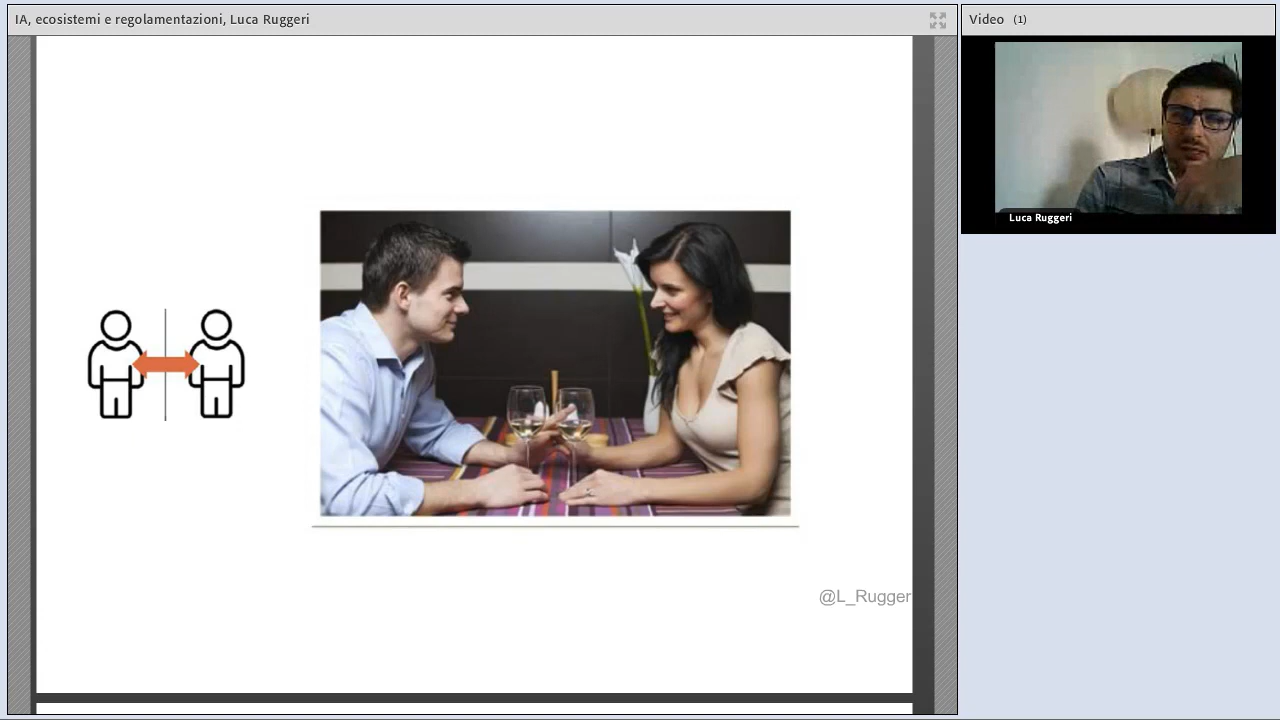 IA, ecosistemi e regolamentazioni, Luca Ruggeri
Video (1)
Luca Ruggeri
@L_Rugger